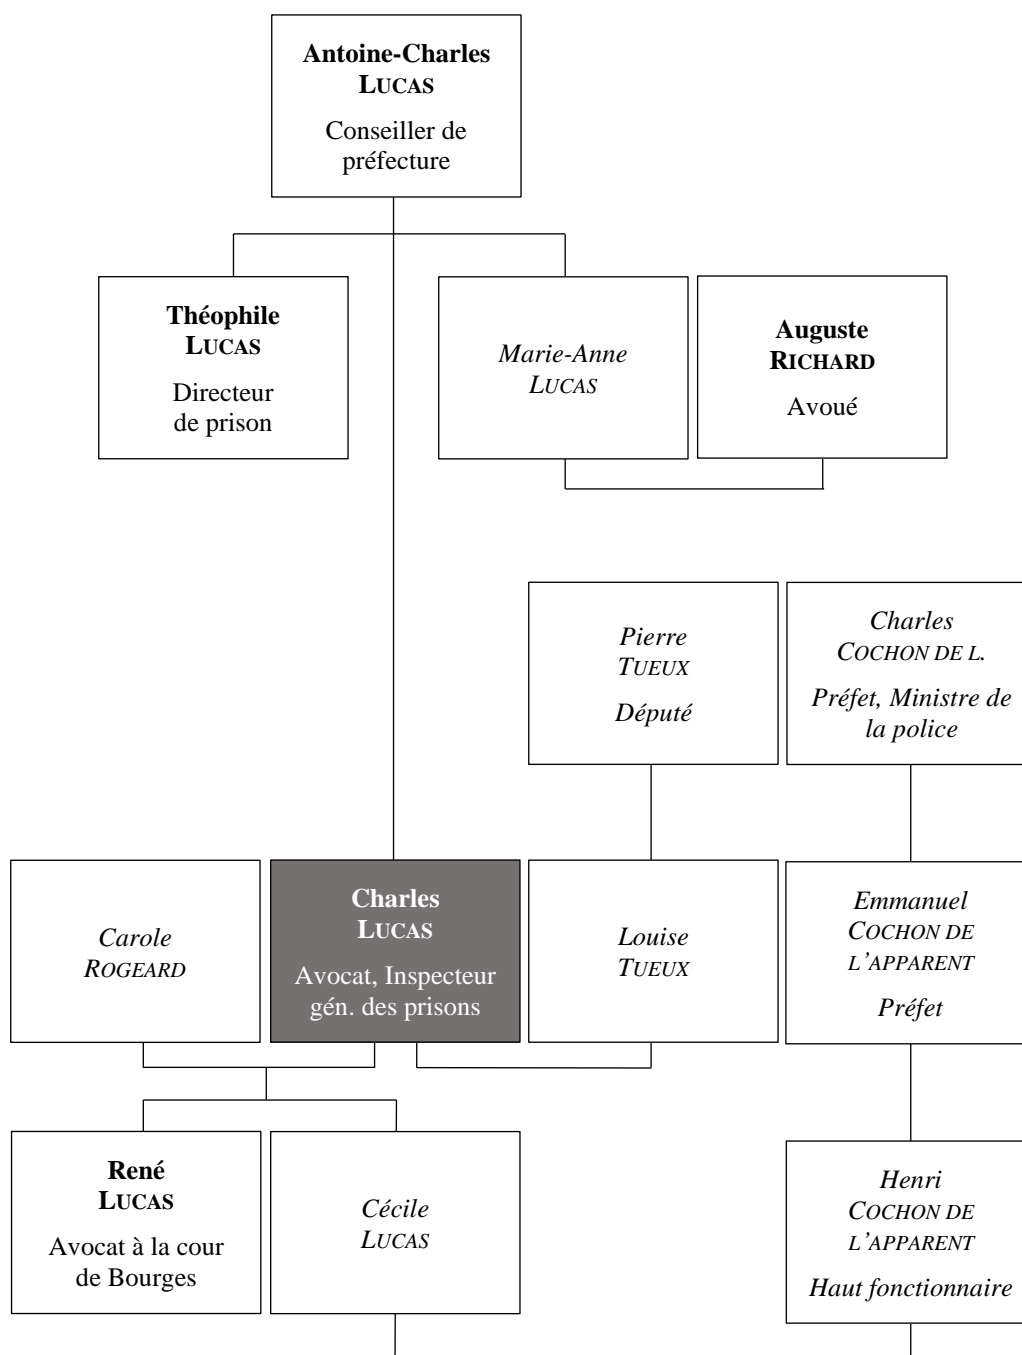 Antoine-Charles
LUCAS
Conseiller de
préfecture
Théophile
LUCAS
Directeur
de prison
Marie-Anne
LUCAS
Auguste
RICHARD
Avoué
Pierre
TUEUX
Député
Charles
COCHON DE L.
Préfet, Ministre de
la police
Carole
ROGEARD
Charles
LUCAS
Avocat, Inspecteur
gén. des prisons
Louise
TUEUX
Emmanuel
COCHON DE
L’APPARENT
Préfet
René
LUCAS
Avocat à la cour
de Bourges
Cécile
LUCAS
Henri
COCHON DE
L’APPARENT
Haut fonctionnaire